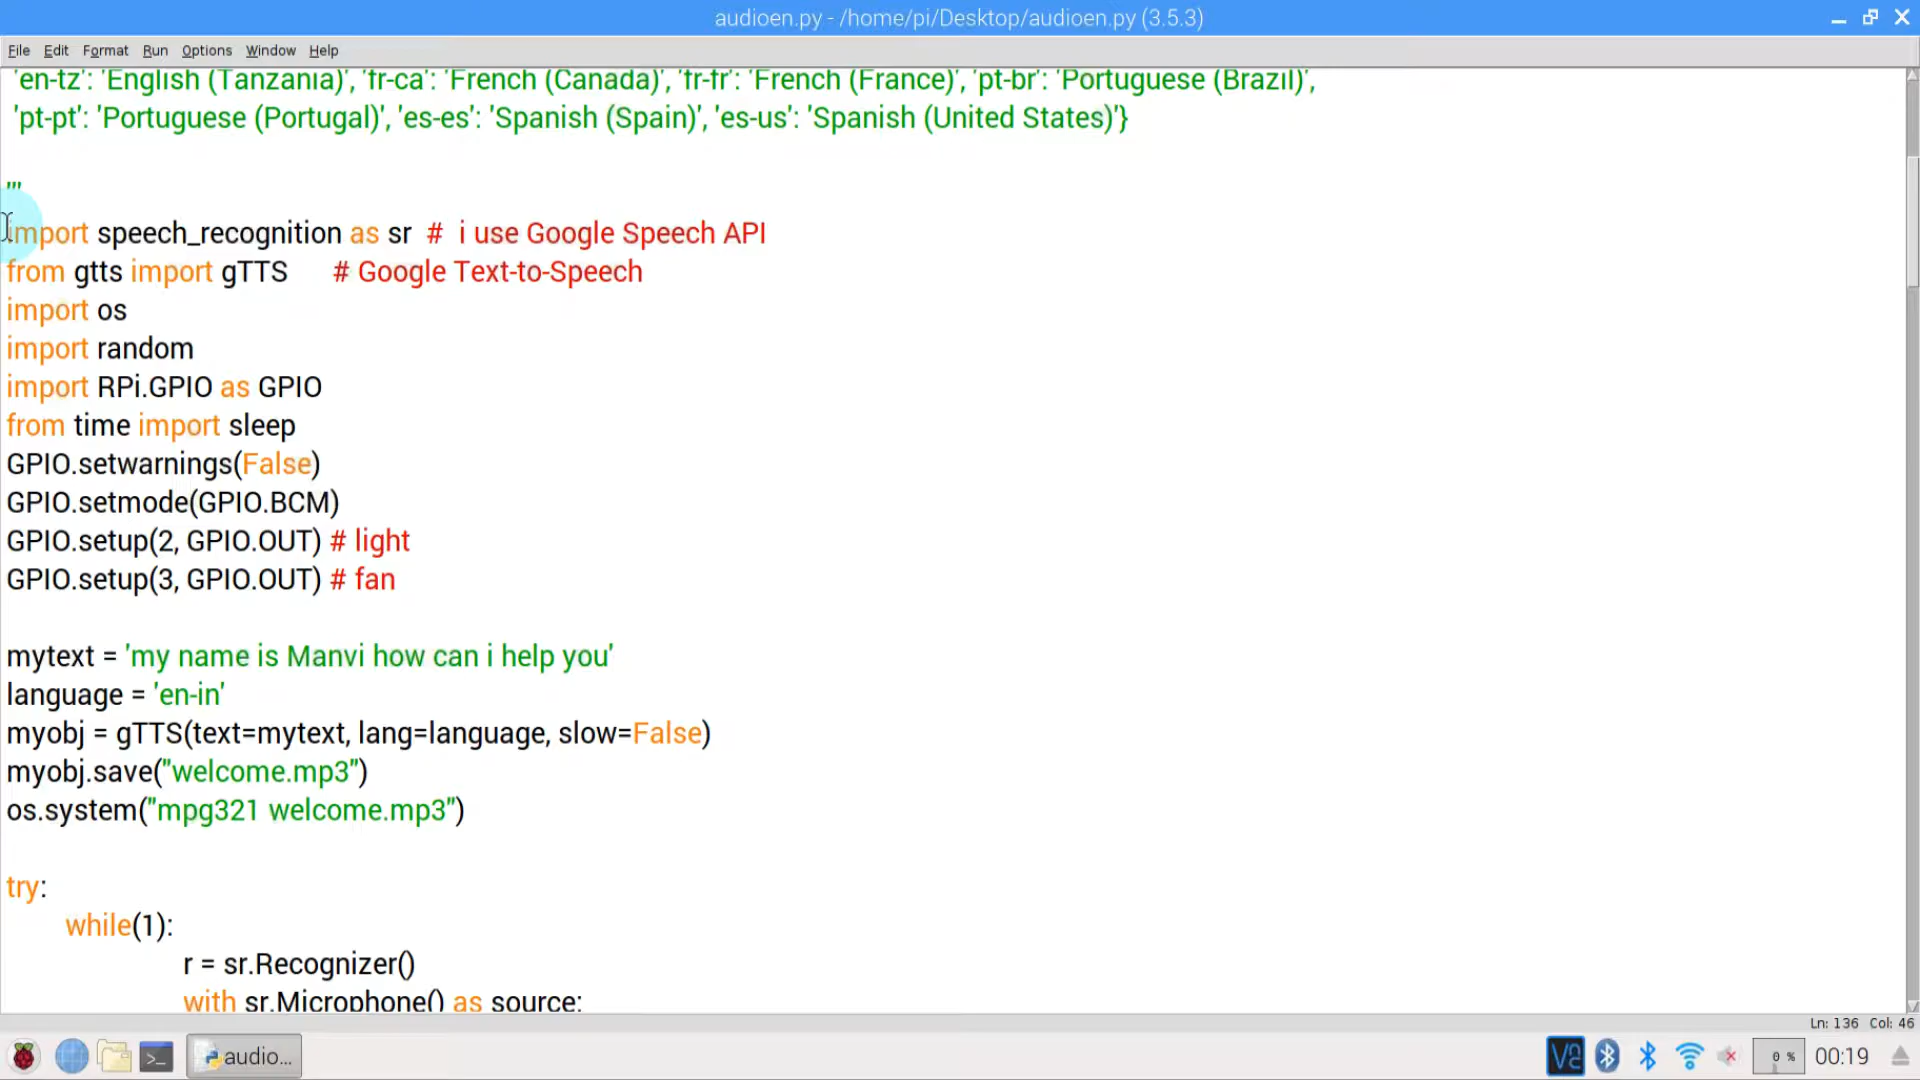 audioen.py - /home/pi/Desktop/audioen.py (3.5.3)
File Edit Format Run Options Window Help
'en-tz': 'English (Tanzania)', 'fr-ca': 'French (Canada)', 'fr-fr': 'French (France)', 'pt-br': 'Portuguese (Brazil)',
'pt-pt': 'Portuguese (Portugal)', 'es-es': 'Spanish (Spain)', 'es-us': 'Spanish (United States)'}
'''
import speech_recognition as sr  #  i use Google Speech API
from gtts import gTTS      # Google Text-to-Speech
import os
import random
import RPi.GPIO as GPIO
from time import sleep
GPIO.setwarnings(False)
GPIO.setmode(GPIO.BCM)
GPIO.setup(2, GPIO.OUT) # light
GPIO.setup(3, GPIO.OUT) # fan
mytext = 'my name is Manvi how can i help you'
language = 'en-in'
myobj = gTTS(text=mytext, lang=language, slow=False)
myobj.save("welcome.mp3")
os.system("mpg321 welcome.mp3")
try:
while(1):
r = sr.Recognizer()
with sr.Microphone() as source:
Ln: 136 Col: 46
>_ audio... V2 0 % 00:19